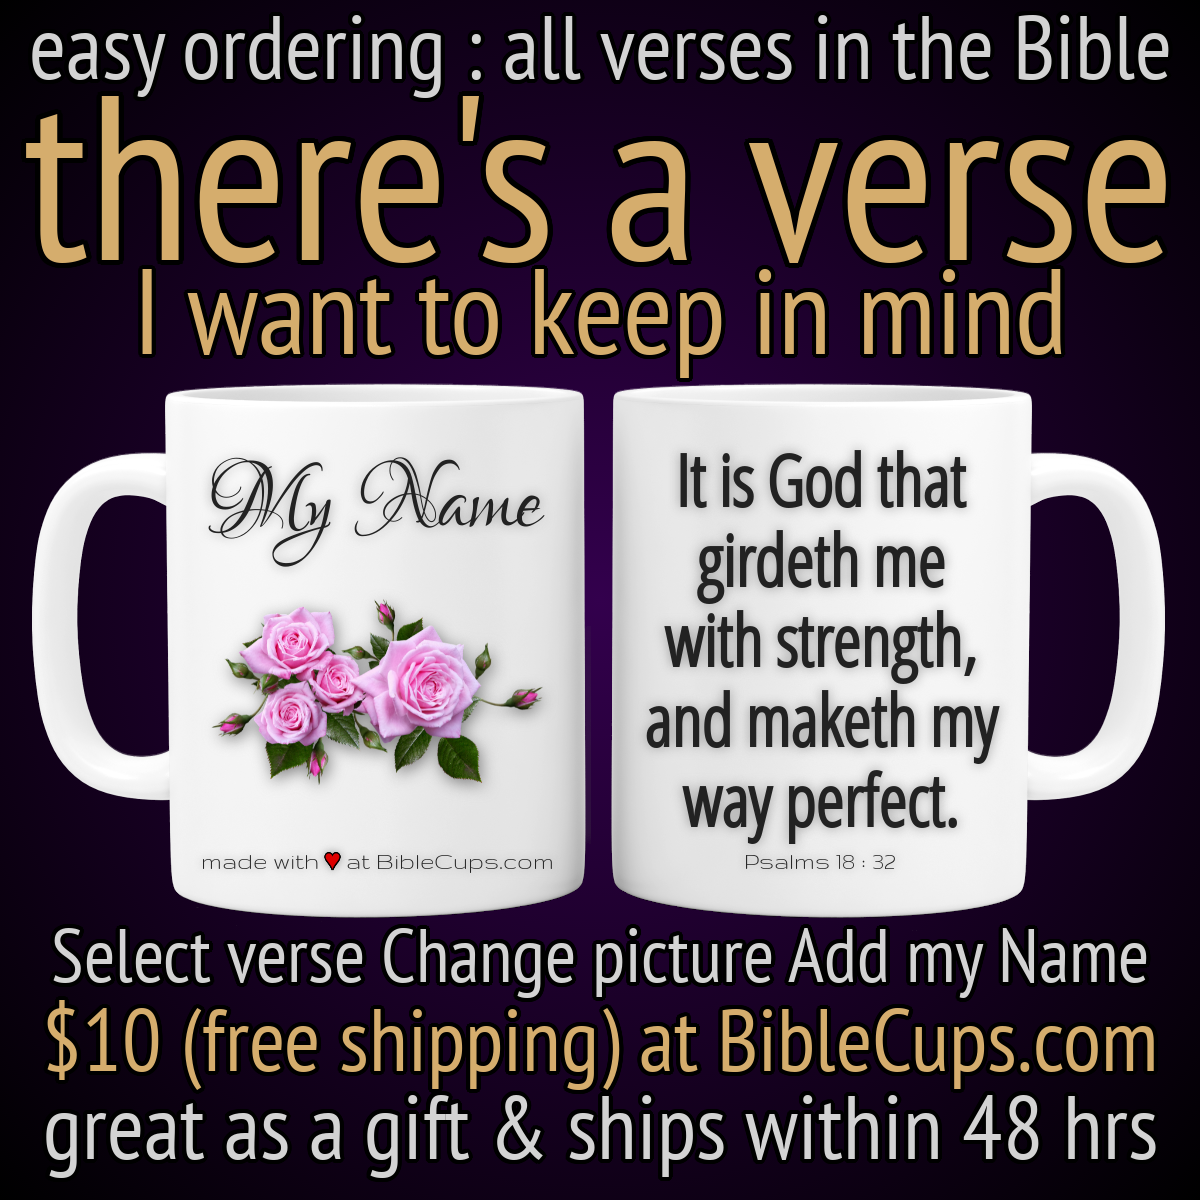 easy ordering : all verses in the Bible
there's a verse
I want to keep in mind
My Name
made with ♥ at BibleCups.com
It is God that
girdeth me
with strength,
and maketh my
way perfect.
Psalms 18 : 32
Select verse Change picture Add my Name
$10 (free shipping) at BibleCups.com
great as a gift & ships within 48 hrs